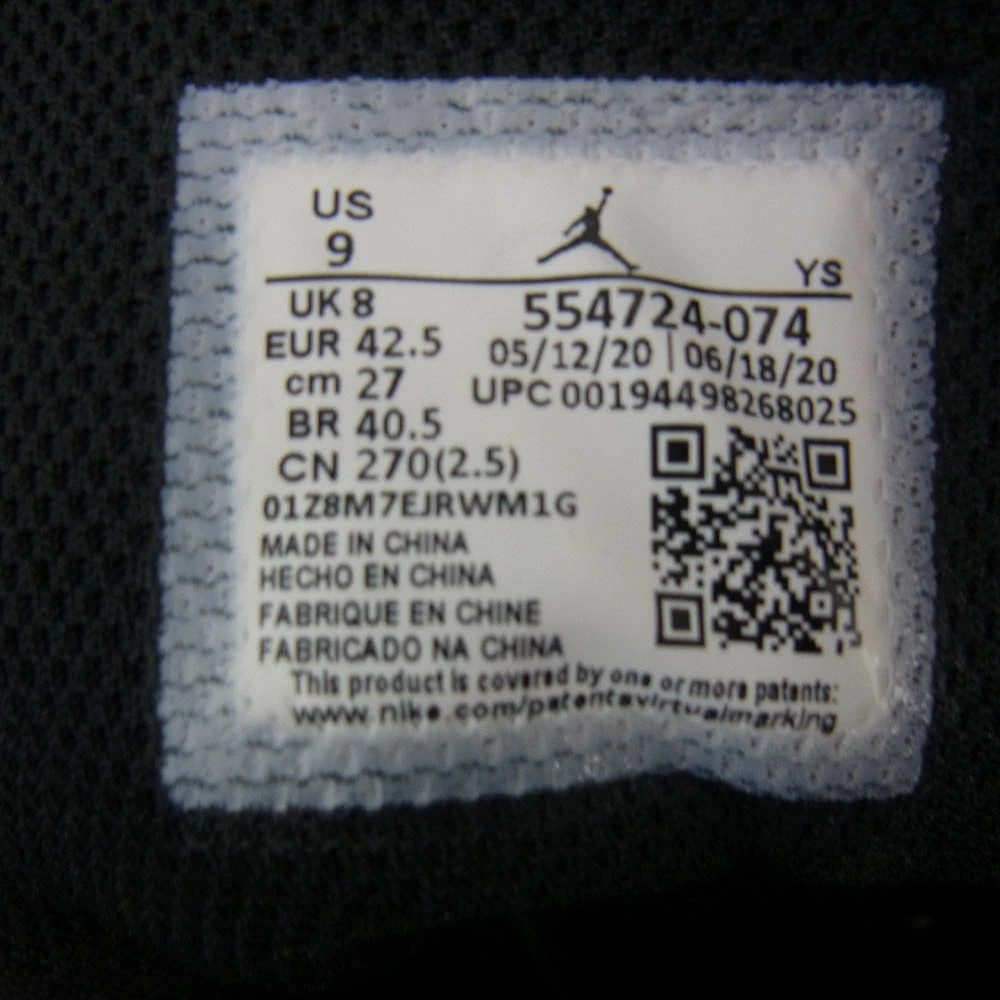 US
9
YS
UK 8
EUR 42.5
cm 27
BR 40.5
CN 270(2.5)
554724-074
05/12/20 | 06/18/20
UPC 00194498268025
01Z8M7EJRWM1G
MADE IN CHINA
HECHO EN CHINA
FABRIQUE EN CHINE
FABRICADO NA CHINA
This product is covered by one or more patents:
www.nike.com/patentsvirtualmarking